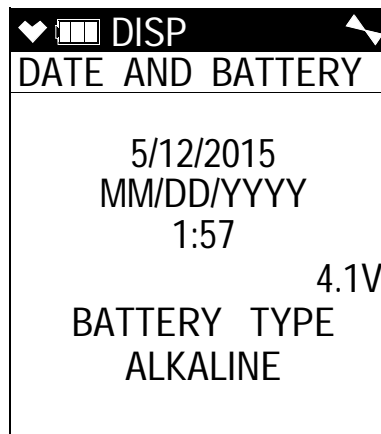 DISP
DATE AND BATTERY
5/12/2015
MM/DD/YYYY
1:57
4.1V
BATTERY TYPE
ALKALINE